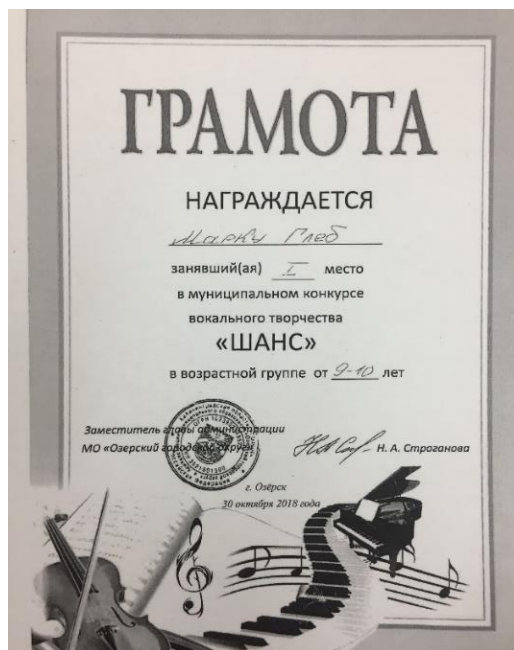 ГРАМОТА
НАГРАЖДАЕТСЯ
Марку Глеб
занявший(ая) I место
в муниципальном конкурсе
вокального творчества
«ШАНС»
в возрастной группе от 9-10 лет
Заместитель главы администрации
МО «Озерский городской округ»
Н. А. Строганова
г. Озёрск
30 октября 2018 года